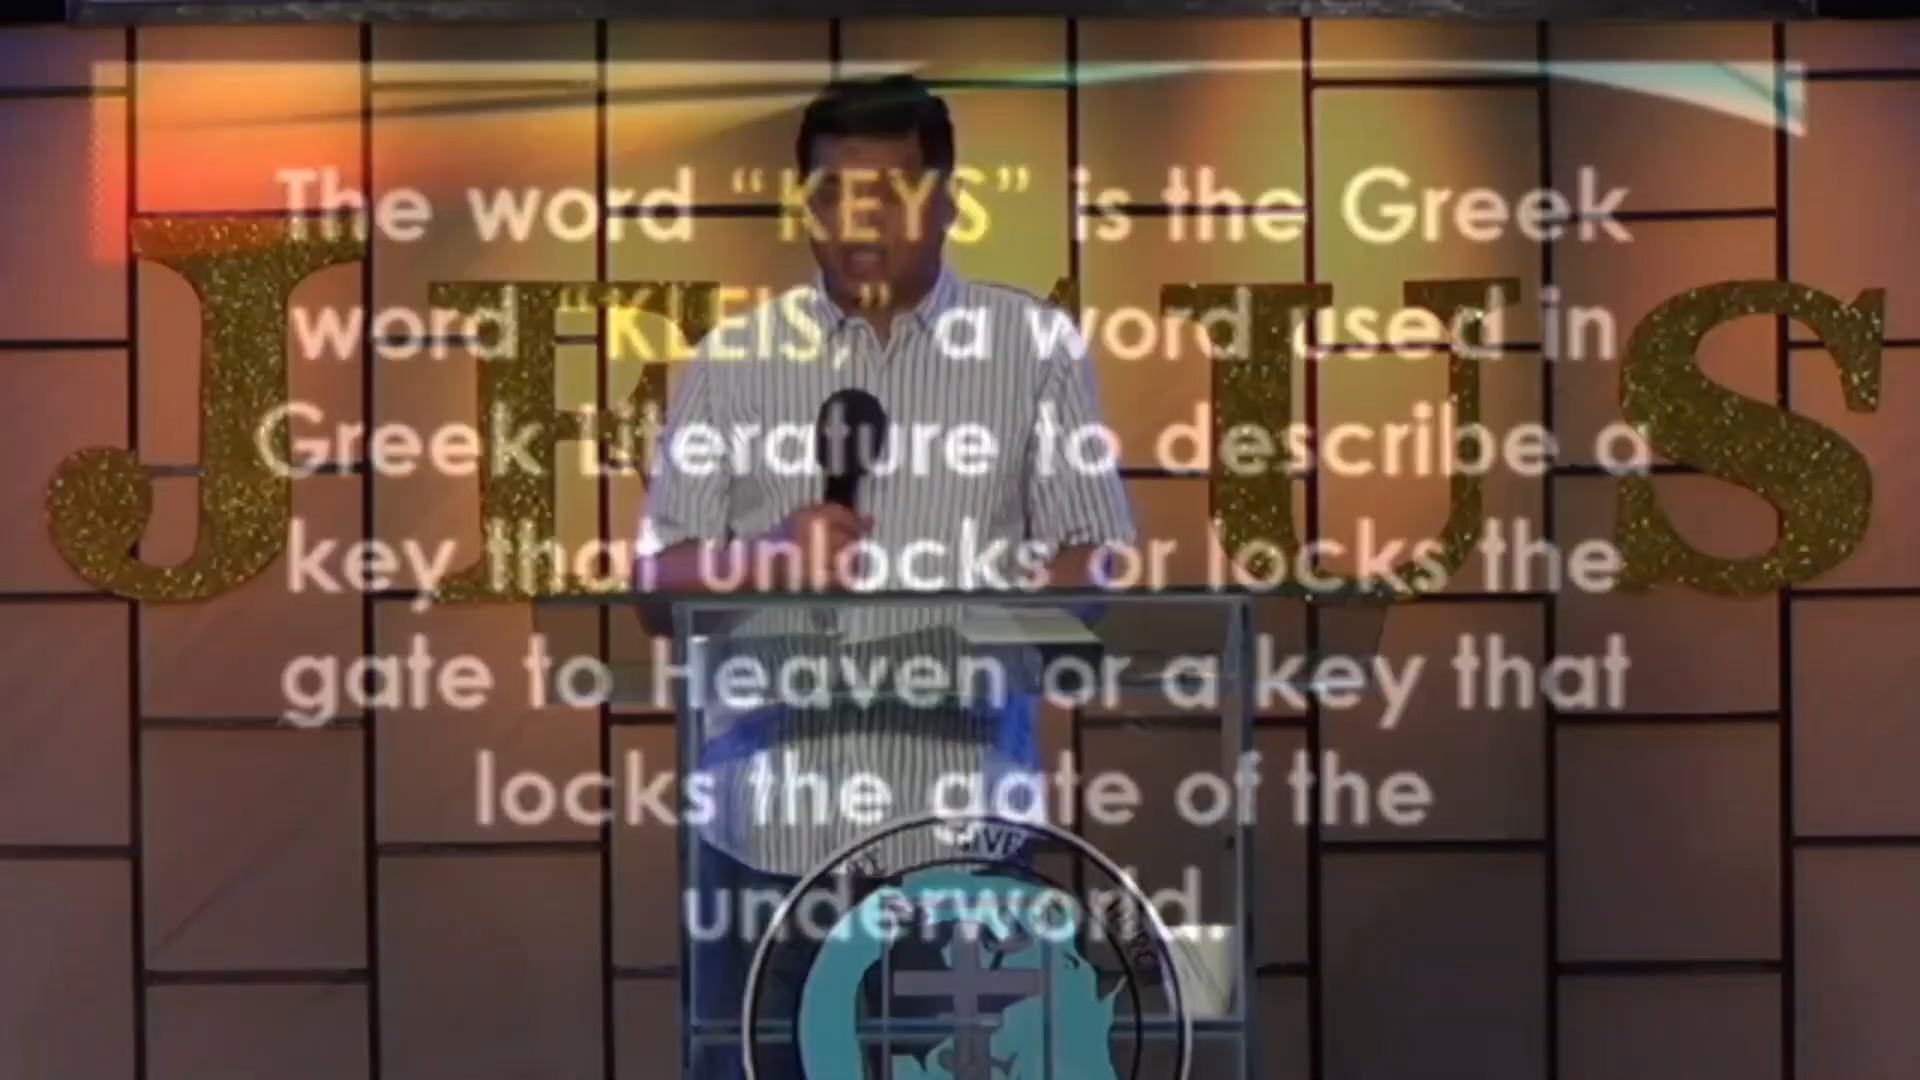 The word “KEYS” is the Greek
word “KLEIS,” a word used in
Greek Literature to describe a
key that unlocks or locks the
gate to Heaven or a key that
locks the gate of the
underworld.
JESUS